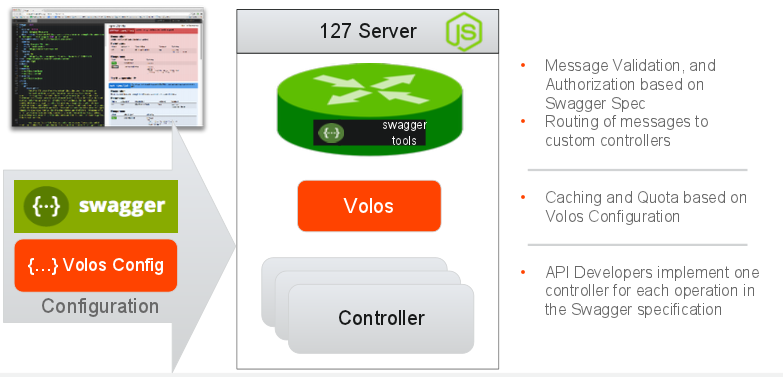 127 Server
JS
swagger
tools
{···} swagger
Volos
{...} Volos Config
Configuration
Controller
• Message Validation, and
Authorization based on
Swagger Spec
• Routing of messages to
custom controllers
• Caching and Quota based on
Volos Configuration
• API Developers implement one
controller for each operation in
the Swagger specification